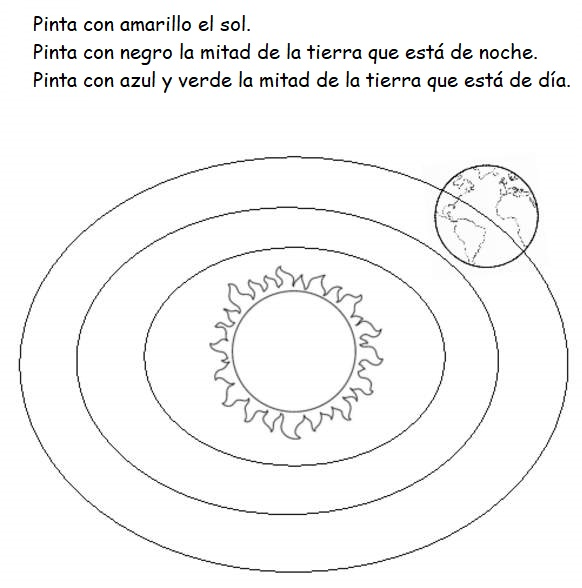 Pinta con amarillo el sol.
Pinta con negro la mitad de la tierra que está de noche.
Pinta con azul y verde la mitad de la tierra que está de día.